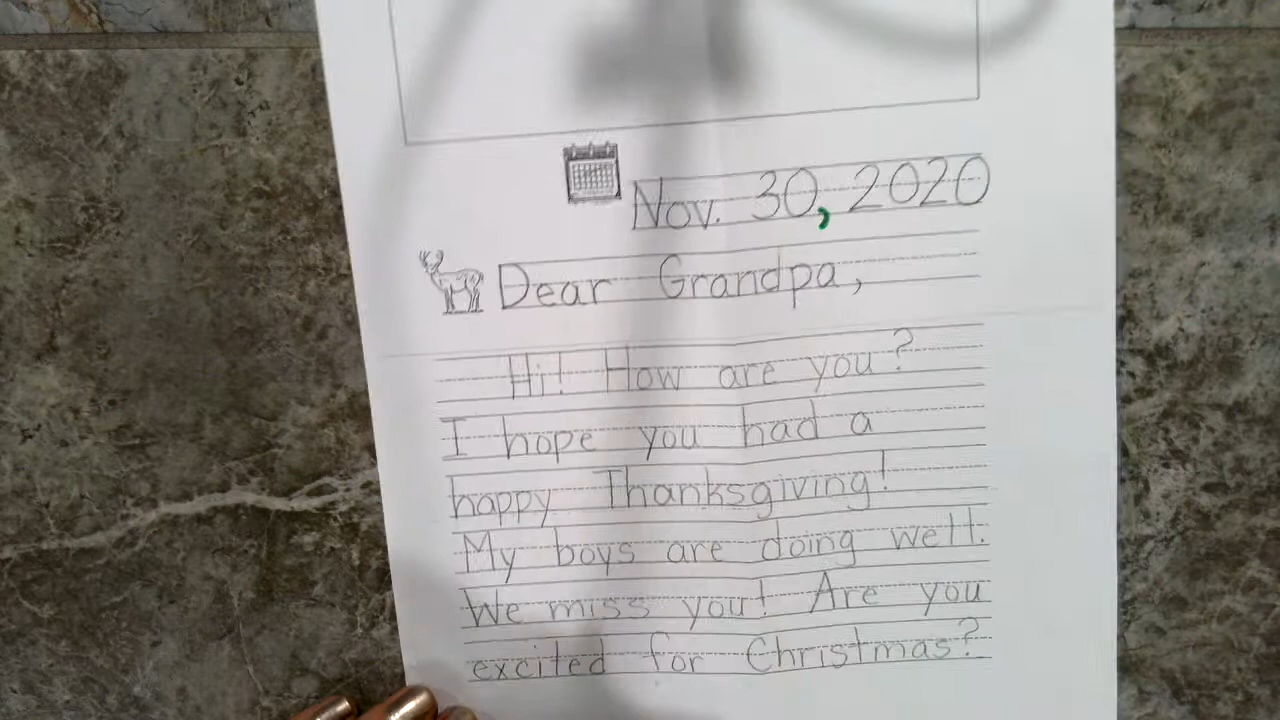 Nov. 30, 2020
Dear Grandpa,
Hi! How are you?
I hope you had a
happy Thanksgiving!
My boys are doing well.
We miss you! Are you
excited for Christmas?